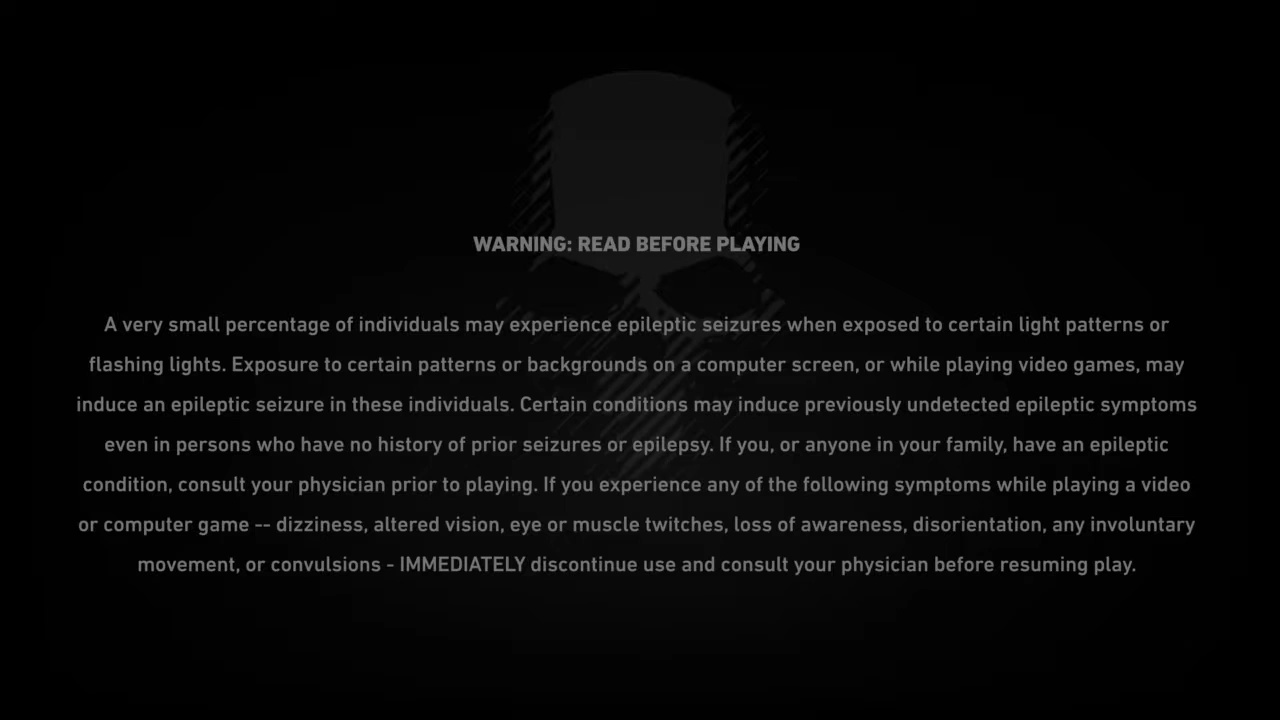 WARNING: READ BEFORE PLAYING
A very small percentage of individuals may experience epileptic seizures when exposed to certain light patterns or
flashing lights. Exposure to certain patterns or backgrounds on a computer screen, or while playing video games, may
induce an epileptic seizure in these individuals. Certain conditions may induce previously undetected epileptic symptoms
even in persons who have no history of prior seizures or epilepsy. If you, or anyone in your family, have an epileptic
condition, consult your physician prior to playing. If you experience any of the following symptoms while playing a video
or computer game -- dizziness, altered vision, eye or muscle twitches, loss of awareness, disorientation, any involuntary
movement, or convulsions - IMMEDIATELY discontinue use and consult your physician before resuming play.